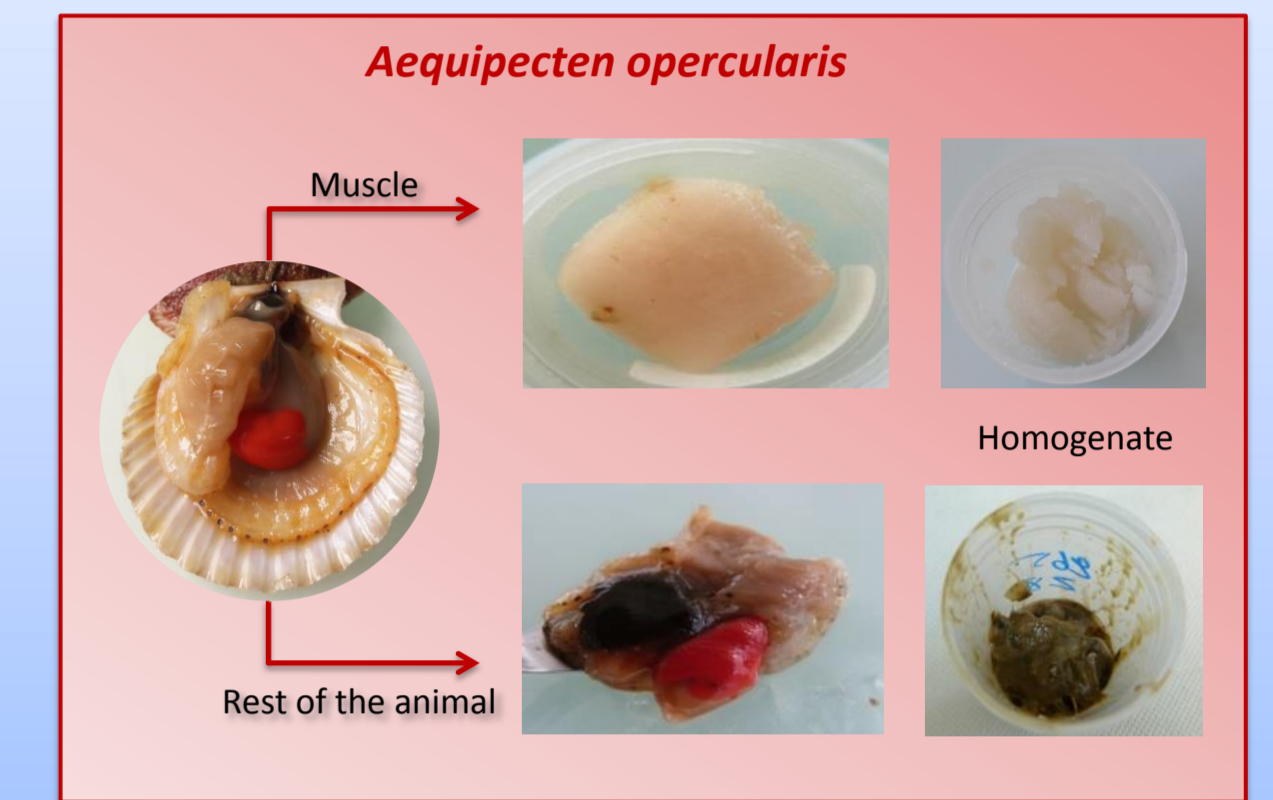 Aequipecten opercularis
Muscle
Homogenate
Rest of the animal